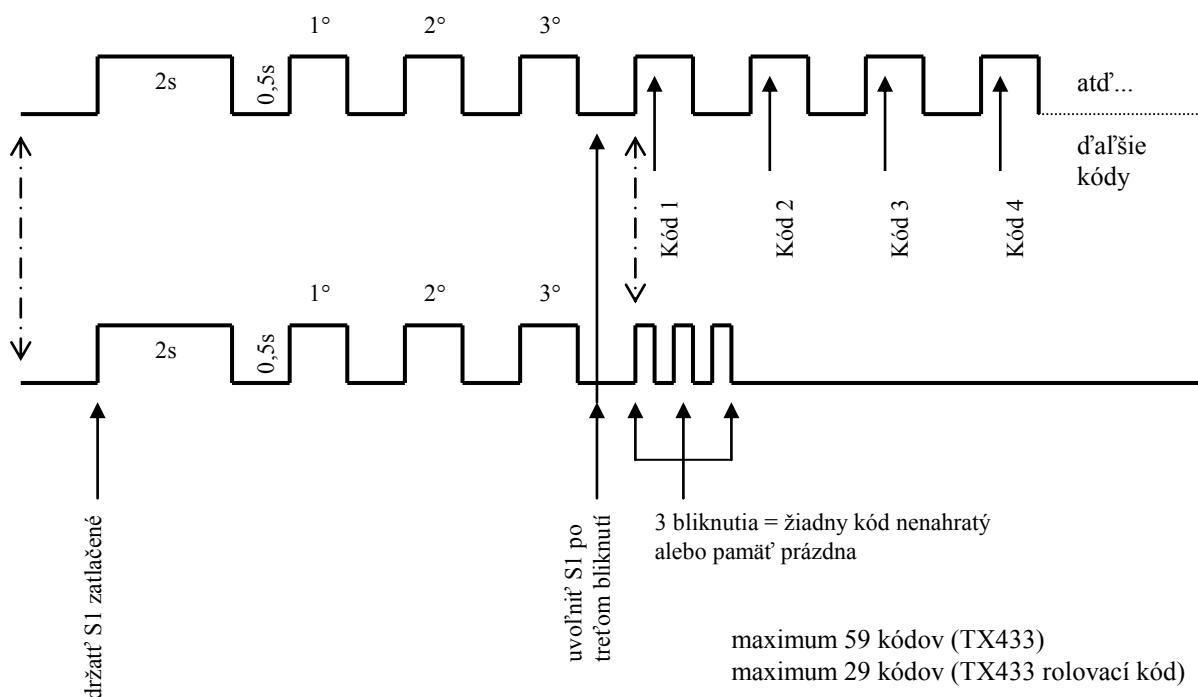 1° 2° 3°
2s
0,5s
atď...
ďaľšie
kódy
Kód 1
Kód 2
Kód 3
Kód 4
1° 2° 3°
2s
0,5s
držatť S1 zatlačené
uvoľniť S1 po
treťom bliknutí
3 bliknutia = žiadny kód nenahratý
alebo pamäť prázdna
maximum 59 kódov (TX433)
maximum 29 kódov (TX433 rolovací kód)